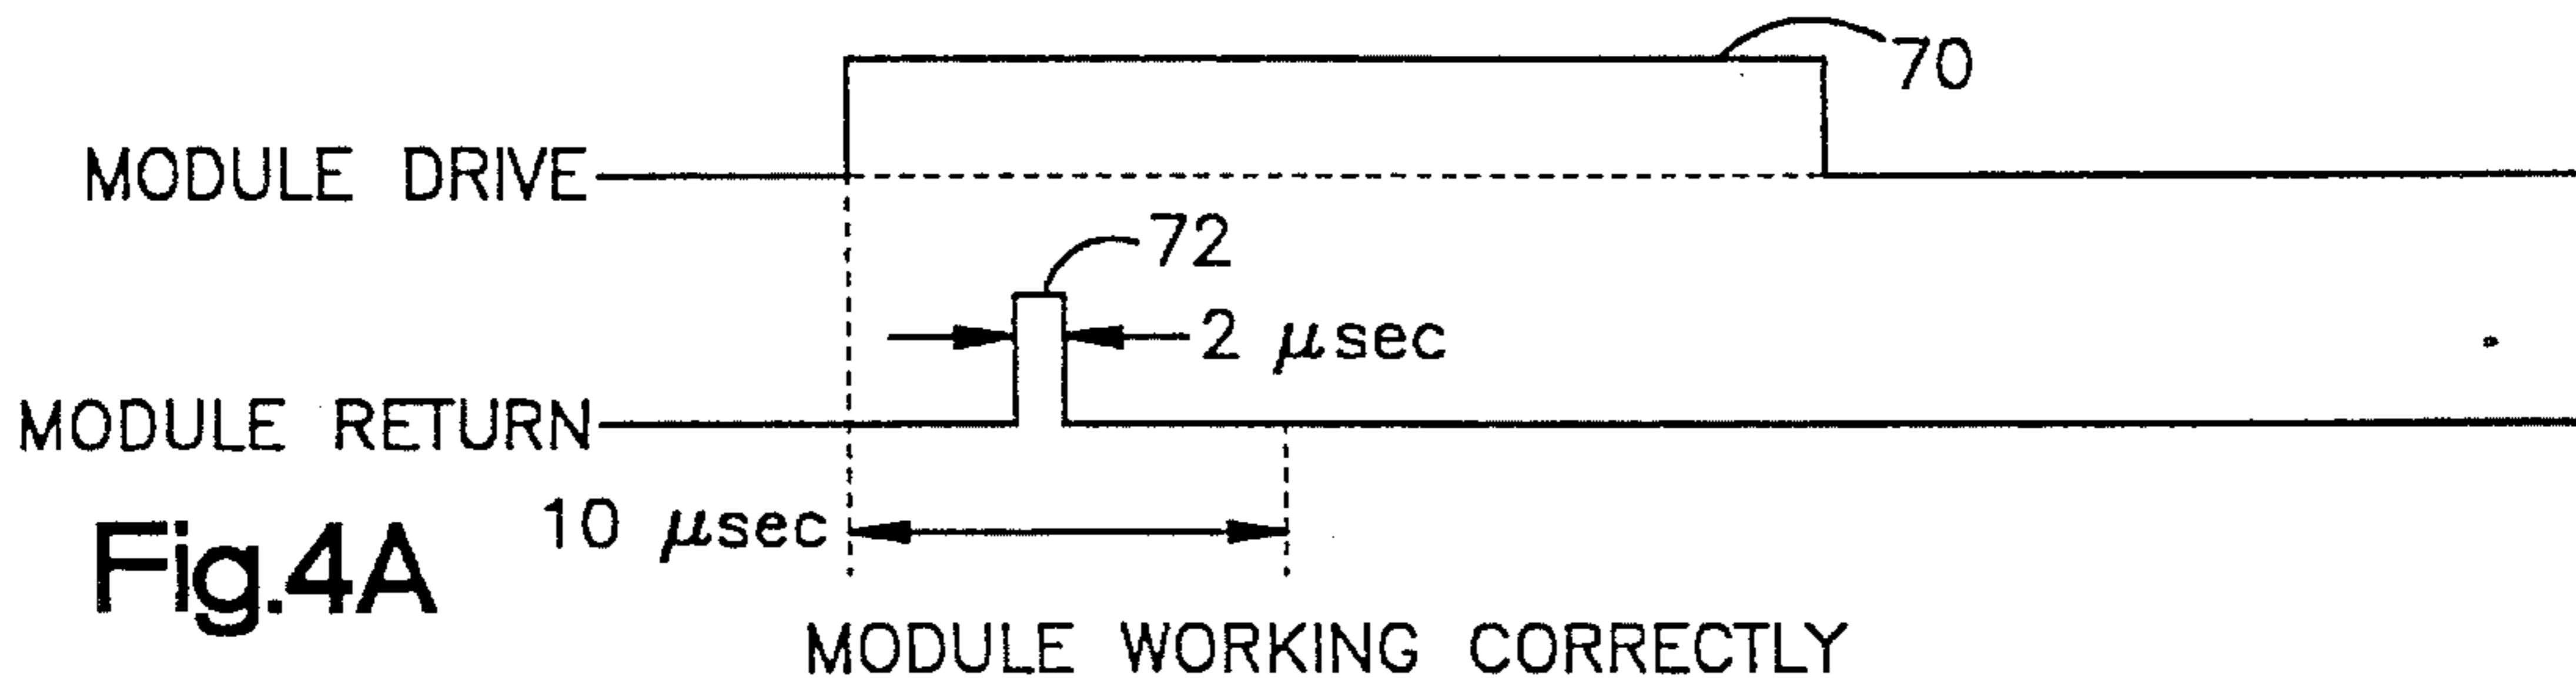 70
MODULE DRIVE
72
2 μsec
MODULE RETURN
10 μsec
Fig.4A
MODULE WORKING CORRECTLY